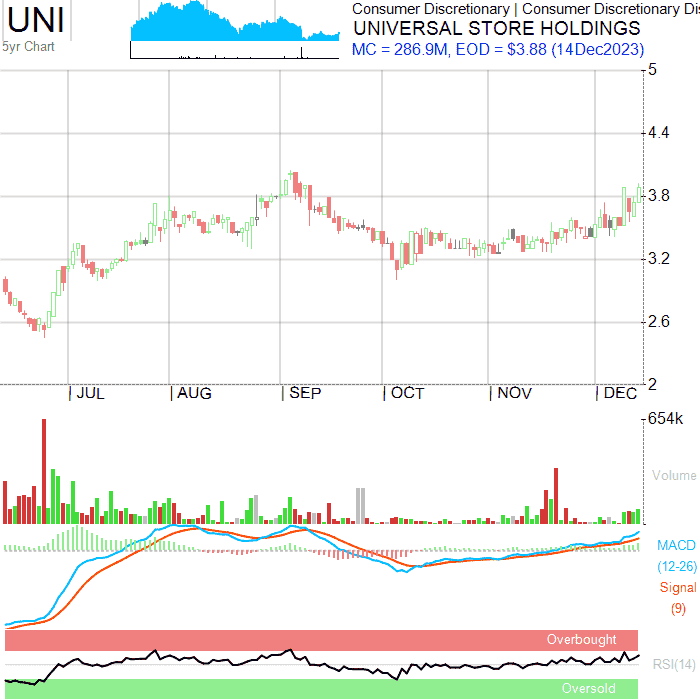 UNI
5yr Chart
Consumer Discretionary | Consumer Discretionary Dis
UNIVERSAL STORE HOLDINGS
MC = 286.9M, EOD = $3.88 (14Dec2023)
5
4.4
3.8
3.2
2.6
2
JUL AUG SEP OCT NOV DEC
654k
Volume
MACD
(12-26)
Signal
(9)
Overbought
RSI(14)
Oversold